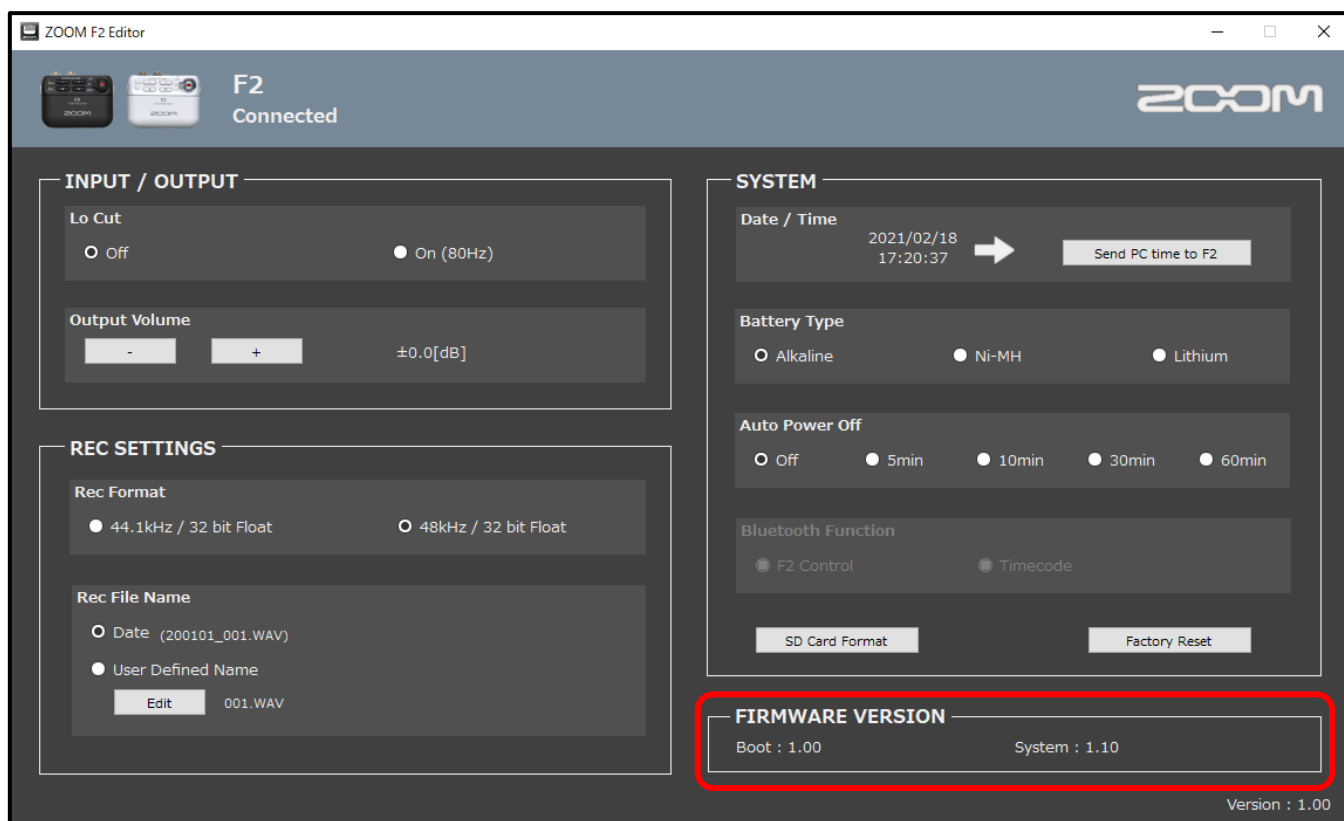 ZOOM F2 Editor
F2
Connected
ZOOM
INPUT / OUTPUT
Lo Cut
Off
On (80Hz)
Output Volume
-
+
±0.0[dB]
REC SETTINGS
Rec Format
44.1kHz / 32 bit Float
48kHz / 32 bit Float
Rec File Name
Date (200101_001.WAV)
User Defined Name
Edit
001.WAV
SYSTEM
Date / Time
2021/02/18
17:20:37
Send PC time to F2
Battery Type
Alkaline
Ni-MH
Lithium
Auto Power Off
Off
5min
10min
30min
60min
Bluetooth Function
F2 Control
Timecode
SD Card Format
Factory Reset
FIRMWARE VERSION
Boot : 1.00
System : 1.10
Version : 1.00